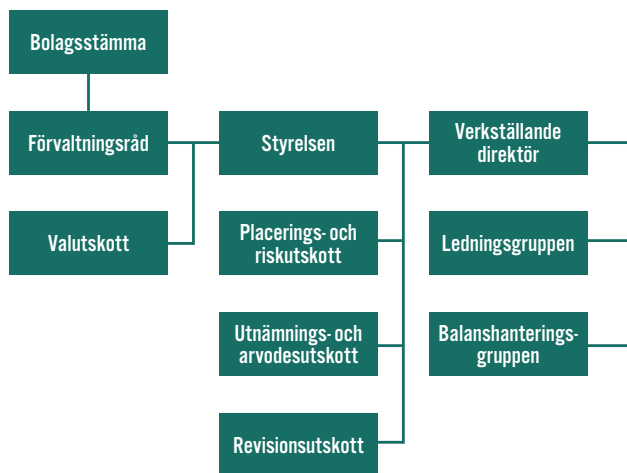 Bolagsstämma
Förvaltningsråd
Styrelsen
Verkställande
direktör
Valutskott
Placerings- och
riskutskott
Ledningsgruppen
Utnämnings- och
arvodesutskott
Balanshanterings-
gruppen
Revisionsutskott